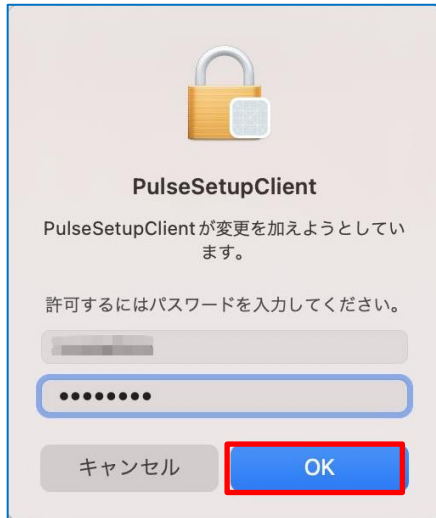 PulseSetupClient
PulseSetupClientが変更を加えようとしてい
ます。
許可するにはパスワードを入力してください。
••••••••
キャンセル
OK